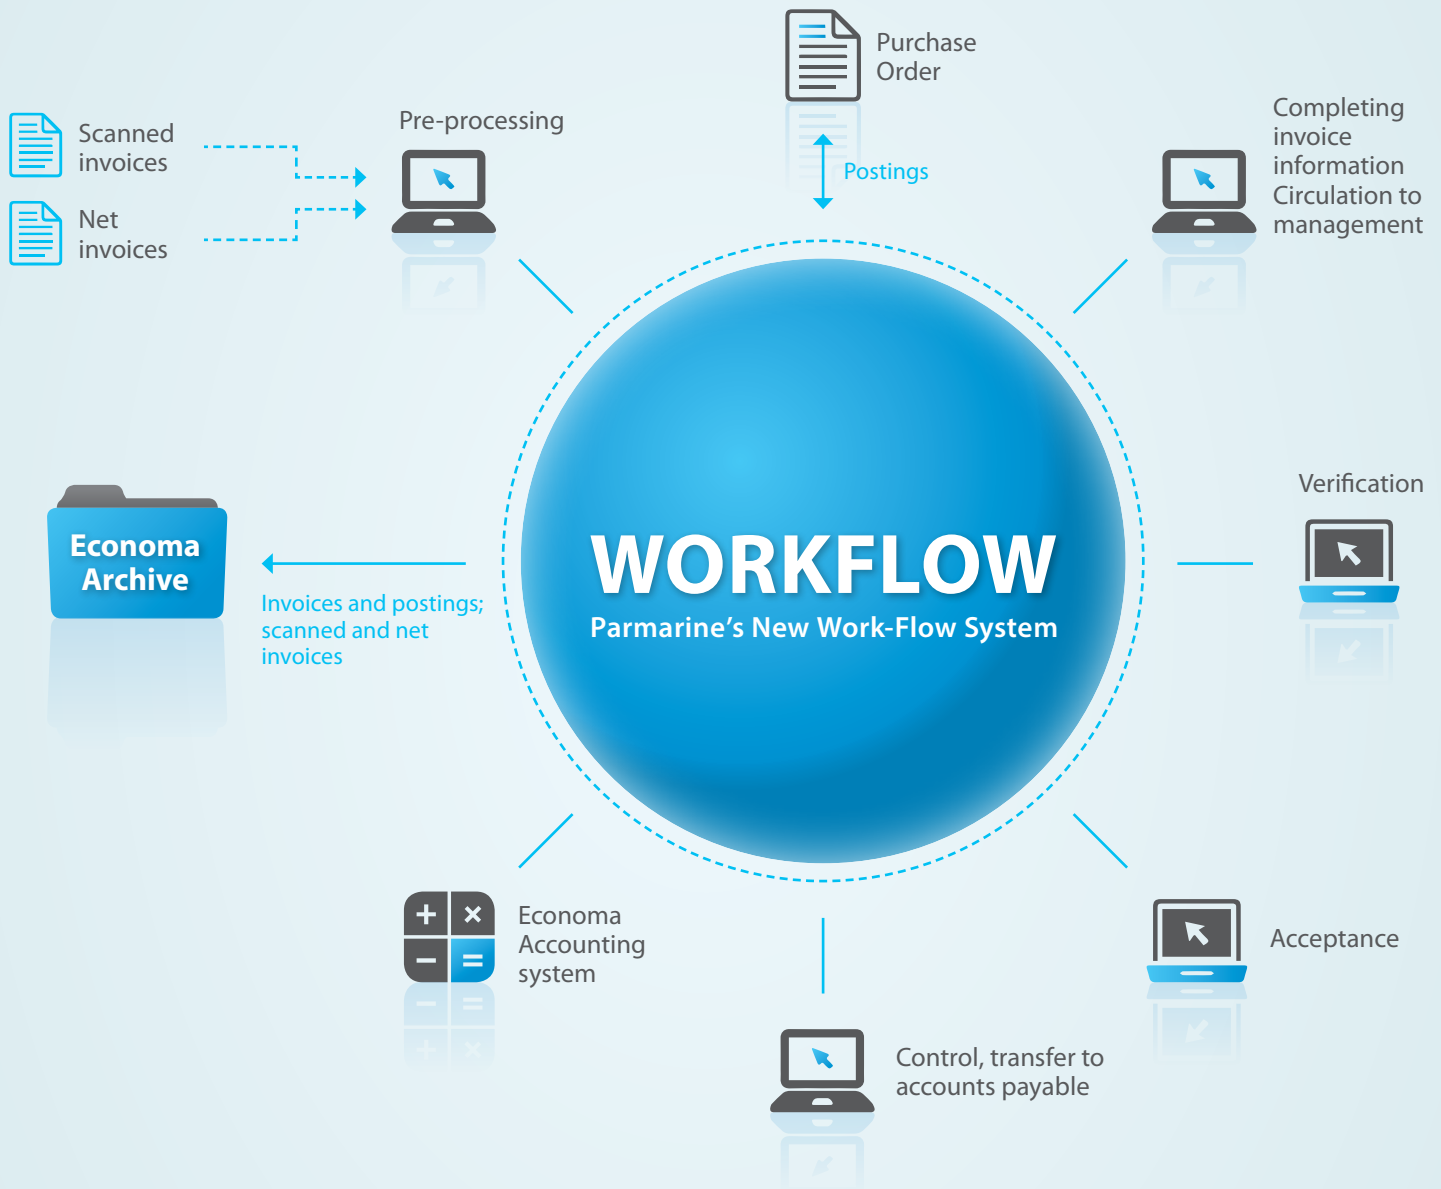 Purchase
Order
Postings
Scanned
invoices
Net
invoices
Pre-processing
Completing
invoice
information
Circulation to
management
Verification
Economa
Archive
Invoices and postings;
scanned and net
invoices
WORKFLOW
Parmarine's New Work-Flow System
Economa
Accounting
system
Acceptance
Control, transfer to
accounts payable